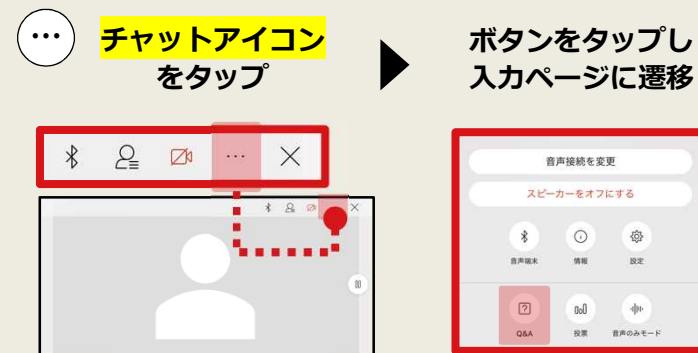 チャットアイコン
をタップ
ボタンをタップし
入力ページに遷移
音声接続を変更
スピーカーをオフにする
音声端末 情報 設定
Q&A 投票 音声のみモード